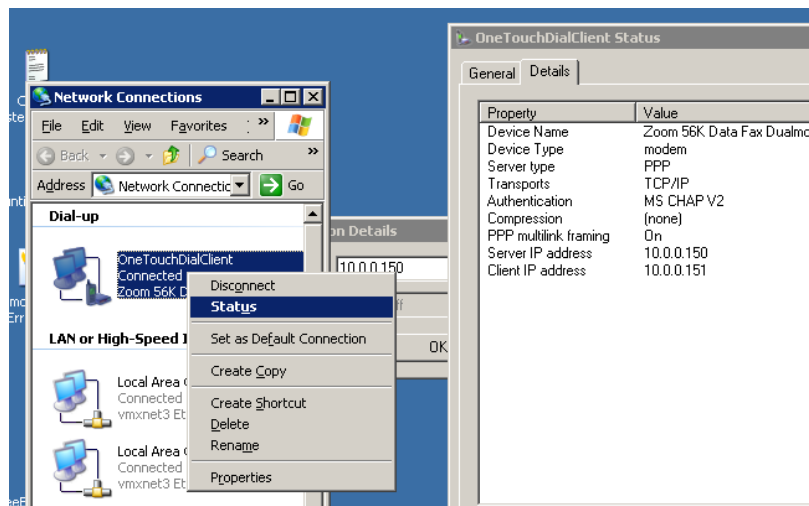 OneTouchDialClient Status
General Details
Property Value
Device Name Zoom 56K Data Fax Dualmo
Device Type modem
Server type PPP
Transports TCP/IP
Authentication MS CHAP V2
Compression (none)
PPP multilink framing On
Server IP address 10.0.0.150
Client IP address 10.0.0.151
Network Connections
File Edit View Favorites
Back Search
Address Network Connectic Go
Dial-up
OneTouchDialClient
Connected
Zoom 56K D
LAN or High-Speed I
Local Area
Connected
vmxnet3 Et
Local Area
Connected
vmxnet3 Et
on Details
10.0.0.150
OK
Disconnect
Status
Set as Default Connection
Create Copy
Create Shortcut
Delete
Rename
Properties